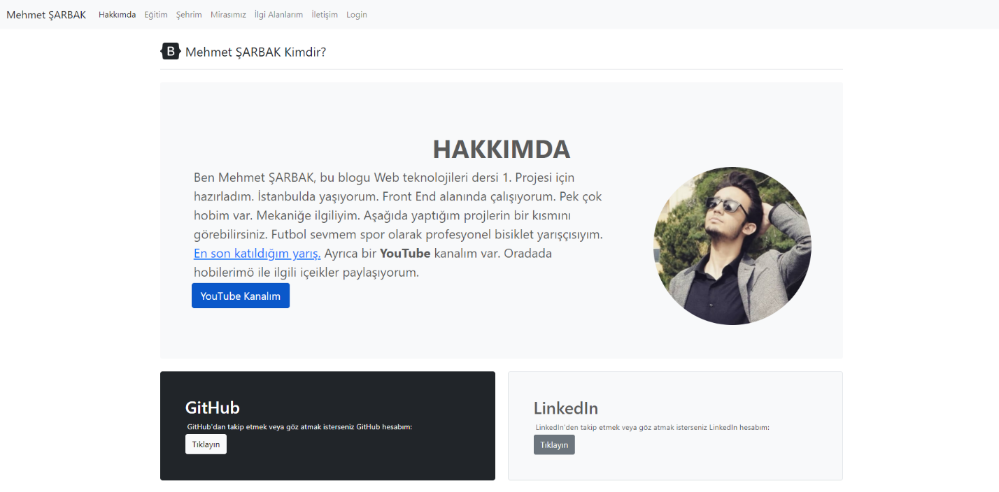 Mehmet ŞARBAK Hakkımda Eğitim Şehrim Mirasımız İlgi Alanlarım İletişim Login
B Mehmet ŞARBAK Kimdir?
HAKKIMDA
Ben Mehmet ŞARBAK, bu blogu Web teknolojileri dersi 1. Projesi için
hazırladım. İstanbulda yaşıyorum. Front End alanında çalışıyorum. Pek çok
hobim var. Mekaniğe ilgiliyim. Aşağıda yaptığım projlerin bir kısmını
görebilirsiniz. Futbol sevmem spor olarak profesyonel bisiklet yarışçısıyım.
En son katıldığım yarış. Ayrıca bir YouTube kanalım var. Oradada
hobilerimö ile ilgili içeikler paylaşıyorum.
YouTube Kanalım
GitHub
GitHub'dan takip etmek veya göz atmak isterseniz GitHub hesabım:
Tıklayın
LinkedIn
LinkedIn'den takip etmek veya göz atmak isterseniz LinkedIn hesabım:
Tıklayın